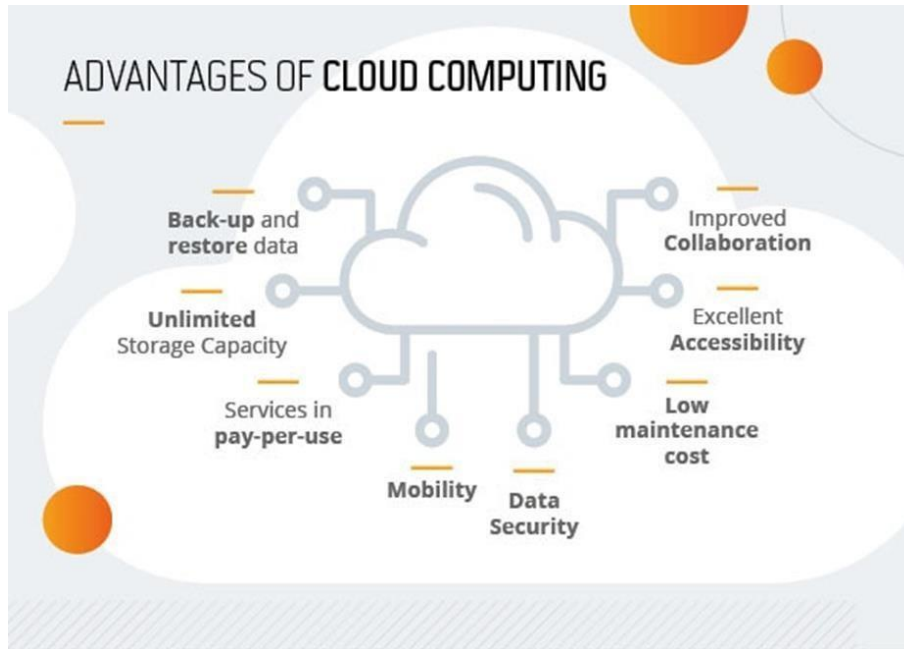 ADVANTAGES OF CLOUD COMPUTING
Back-up and
restore data
Unlimited
Storage Capacity
Services in
pay-per-use
Mobility
Data
Security
Low
maintenance
cost
Excellent
Accessibility
Improved
Collaboration